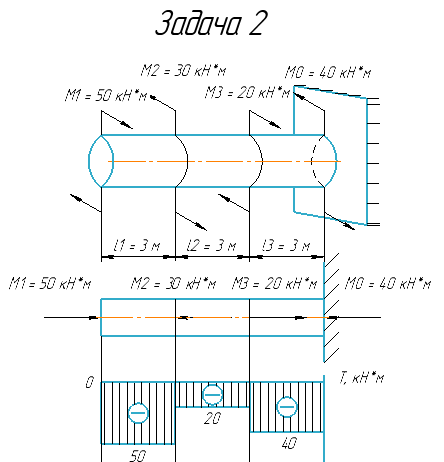 Задача 2
M2 = 30 кН*м
M0 = 40 кН*м
M1 = 50 кН*м
M3 = 20 кН*м
l1 = 3 м
l2 = 3 м
l3 = 3 м
M1 = 50 кН*м
M2 = 30 кН*м
M3 = 20 кН*м
M0 = 40 кН*м
0
T, кН*м
50
20
40